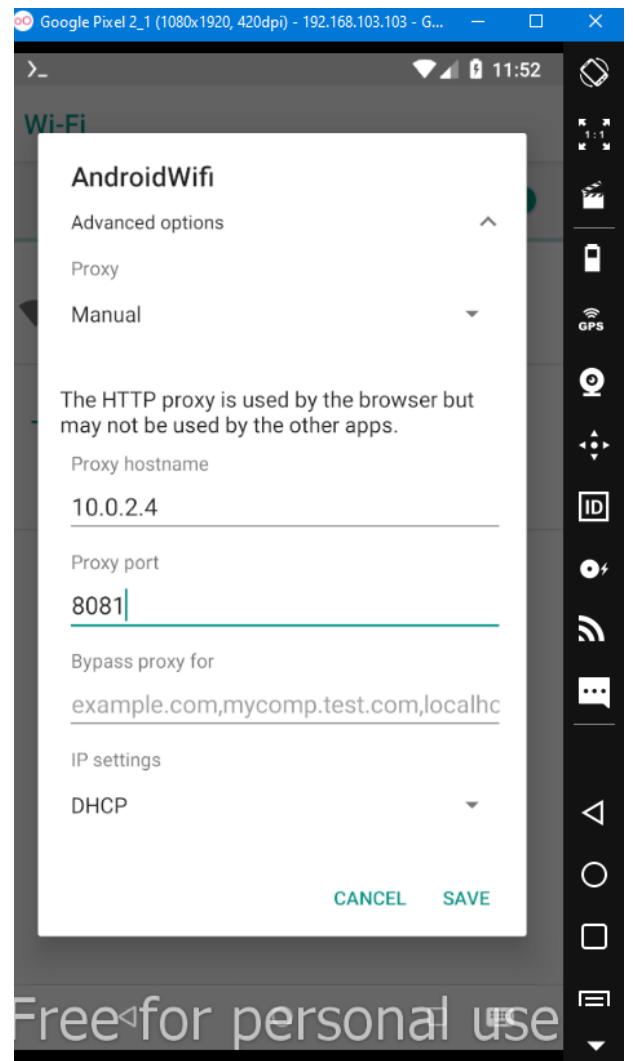 Google Pixel 2_1 (1080x1920, 420dpi) - 192.168.103.103 - G...
11:52
Wi-Fi
1:1
AndroidWifi
Advanced options
Proxy
Manual
GPS
The HTTP proxy is used by the browser but
may not be used by the other apps.
Proxy hostname
10.0.2.4
ID
Proxy port
8081
Bypass proxy for
example.com,mycomp.test.com,localhc
IP settings
DHCP
CANCEL SAVE
Free for personal use